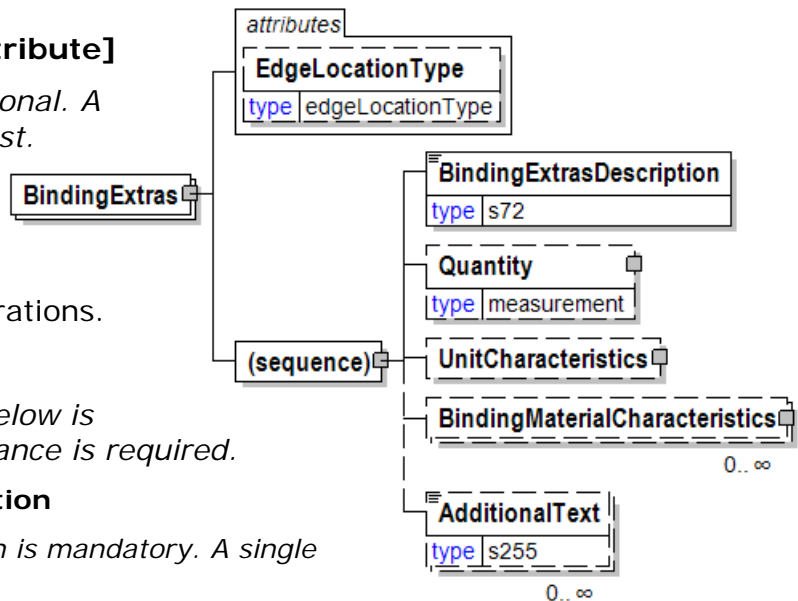 tribute]
onal. A
st.
rations.
elow is
ance is required.
tion
n is mandatory. A single
attributes
EdgeLocationType
type edgeLocationType
BindingExtras
BindingExtrasDescription
type s72
Quantity
type measurement
(sequence)
UnitCharacteristics
BindingMaterialCharacteristics
0.. ∞
AdditionalText
type s255
0.. ∞